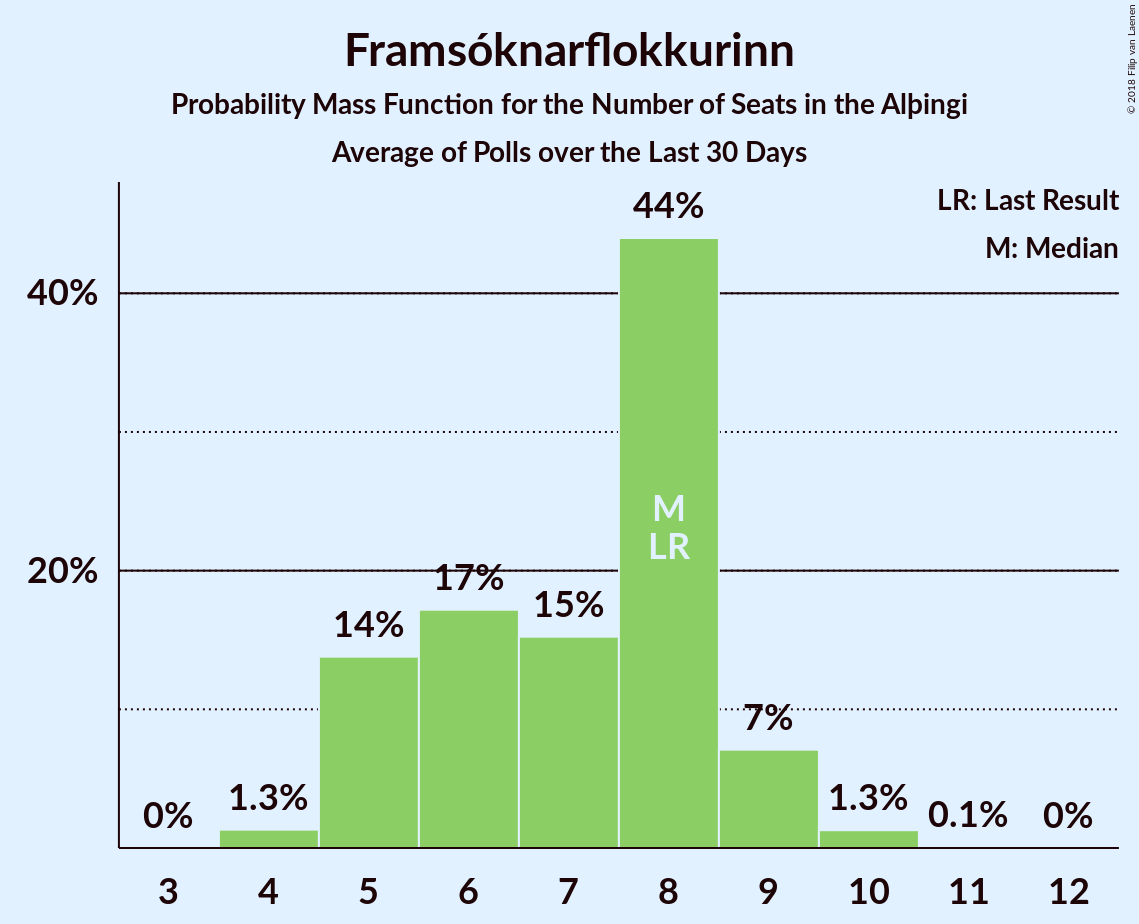 Framsóknarflokkurinn
Probability Mass Function for the Number of Seats in the Alþingi
Average of Polls over the Last 30 Days
© 2018 Filip van Laenen
LR: Last Result
M: Median
40%
20%
0%
1.3%
14%
17%
15%
44%
M
LR
7%
1.3%
0.1%
0%
3 4 5 6 7 8 9 10 11 12